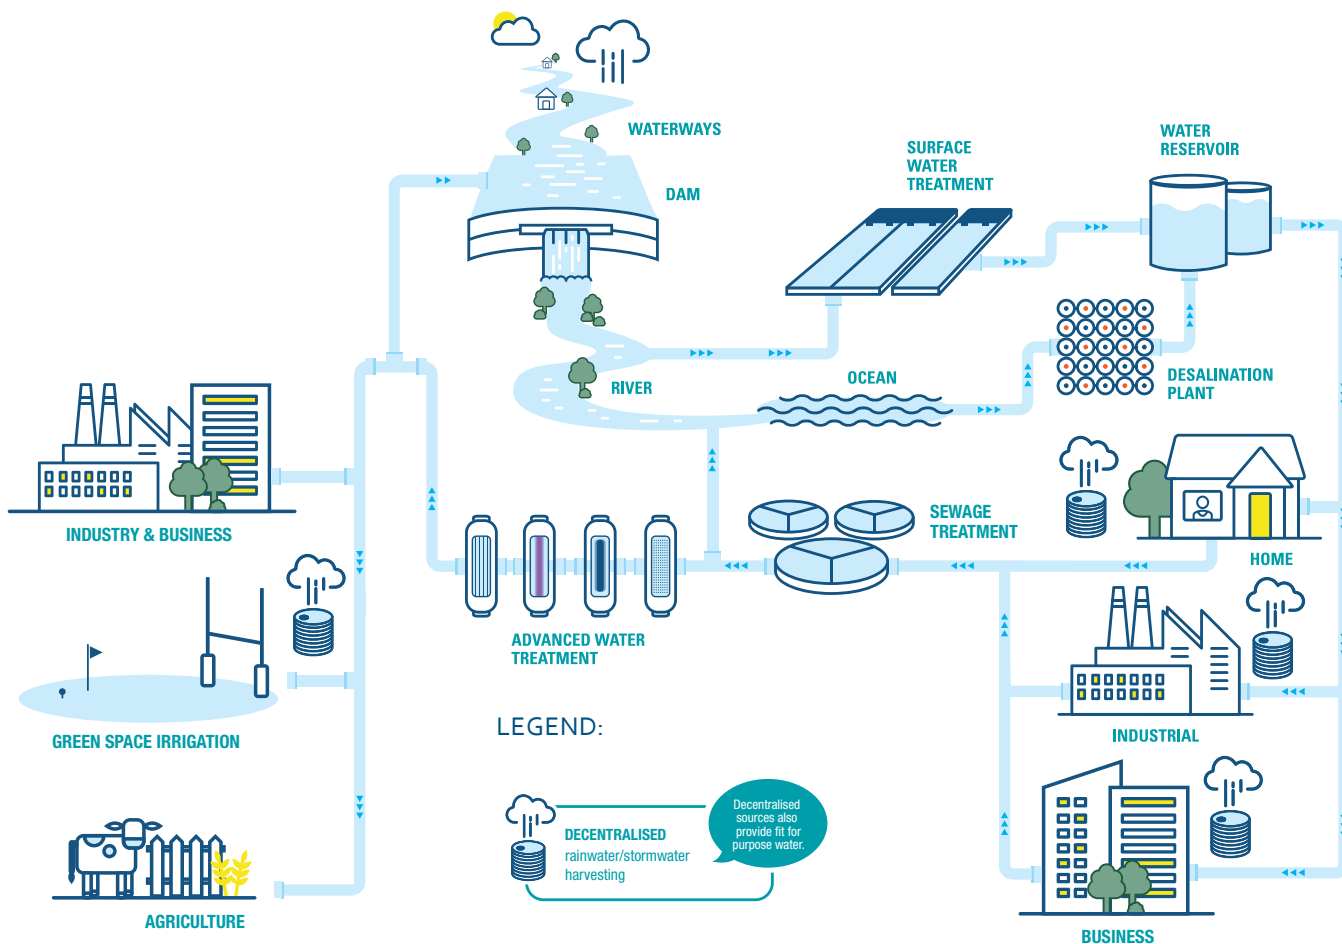 WATERWAYS
DAM
SURFACE
WATER
TREATMENT
WATER
RESERVOIR
RIVER
OCEAN
DESALINATION
PLANT
INDUSTRY & BUSINESS
SEWAGE
TREATMENT
HOME
ADVANCED WATER
TREATMENT
GREEN SPACE IRRIGATION
INDUSTRIAL
AGRICULTURE
BUSINESS
LEGEND:
DECENTRALISED
rainwater/stormwater
harvesting
Decentralised
sources also
provide fit for
purpose water.